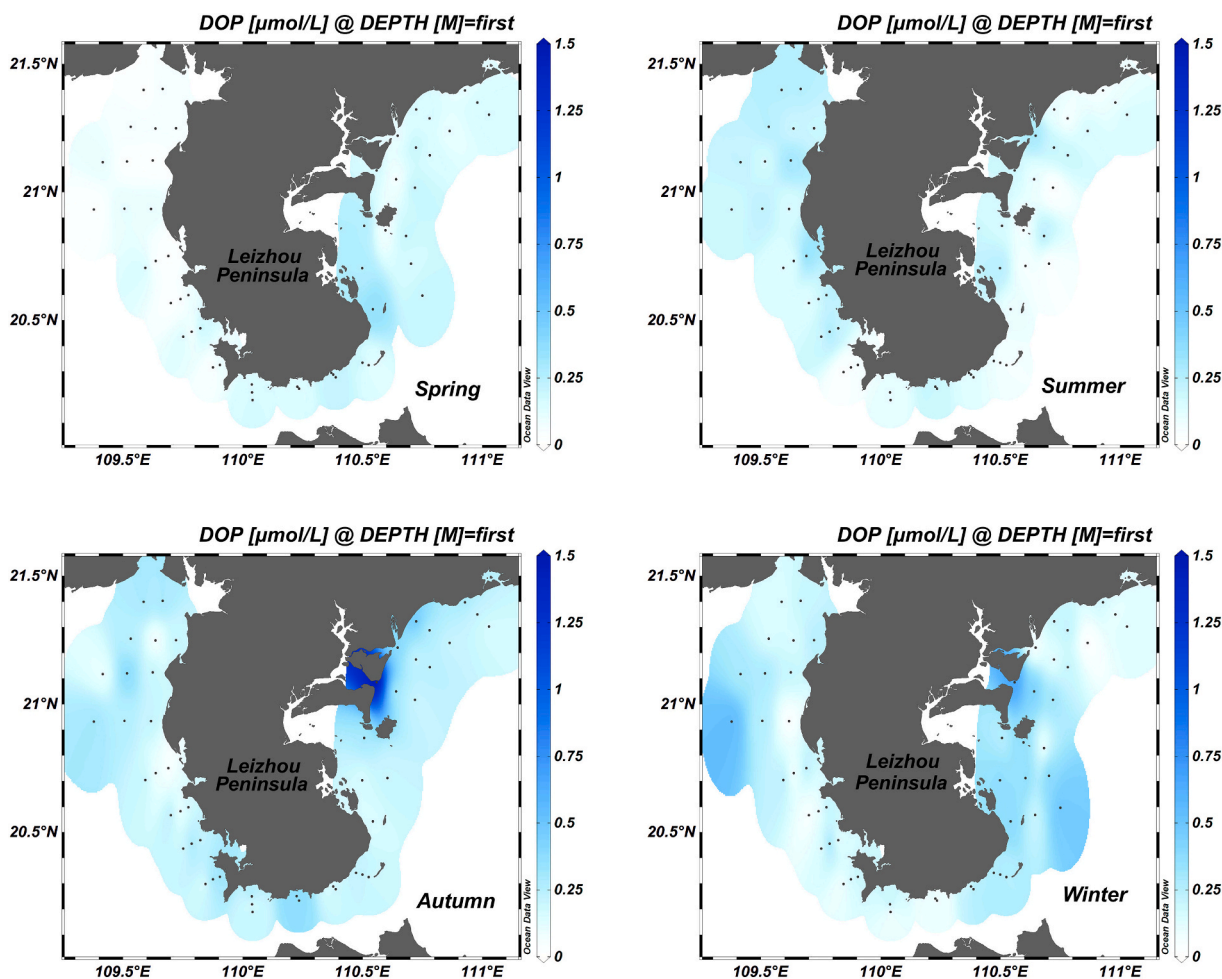 DOP [µmol/L] @ DEPTH [M]=first
21.5°N
21°N
20.5°N
109.5°E
110°E
110.5°E
111°E
Leizhou
Peninsula
Spring
Ocean Data View
1.5
1.25
1
0.75
0.5
0.25
0
DOP [µmol/L] @ DEPTH [M]=first
21.5°N
21°N
20.5°N
109.5°E
110°E
110.5°E
111°E
Leizhou
Peninsula
Summer
Ocean Data View
1.5
1.25
1
0.75
0.5
0.25
0
DOP [µmol/L] @ DEPTH [M]=first
21.5°N
21°N
20.5°N
109.5°E
110°E
110.5°E
111°E
Leizhou
Peninsula
Autumn
Ocean Data View
1.5
1.25
1
0.75
0.5
0.25
0
DOP [µmol/L] @ DEPTH [M]=first
21.5°N
21°N
20.5°N
109.5°E
110°E
110.5°E
111°E
Leizhou
Peninsula
Winter
Ocean Data View
1.5
1.25
1
0.75
0.5
0.25
0